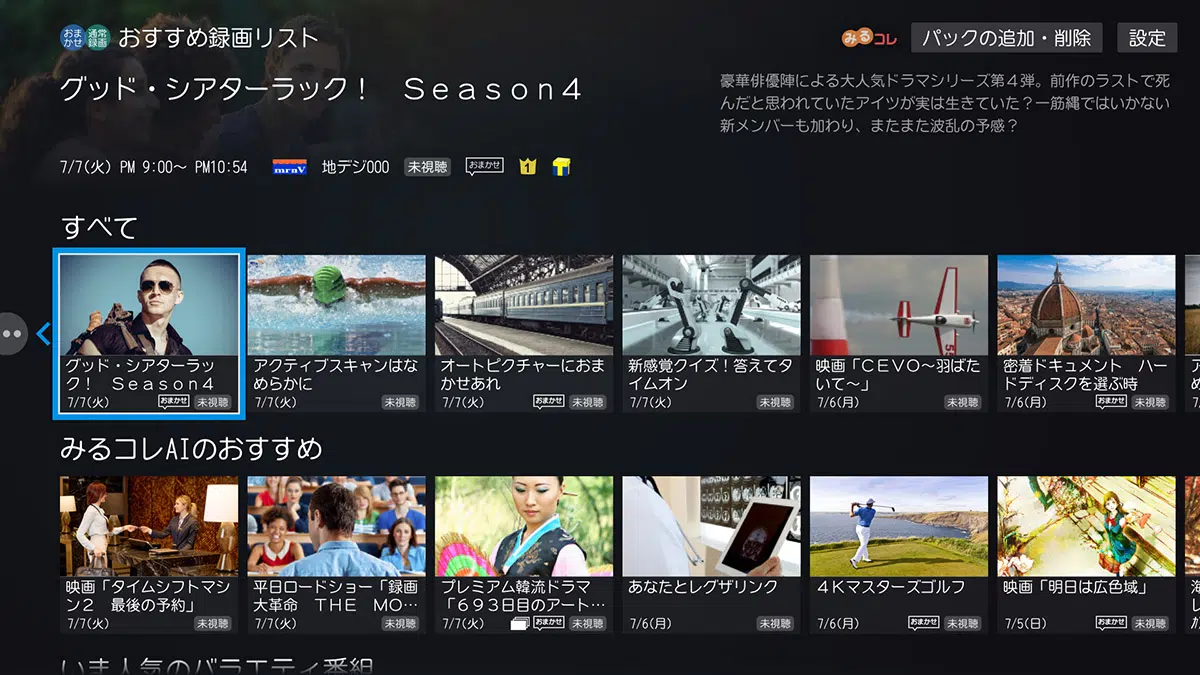 おまかせ 通常録画 おすすめ録画リスト
みるコレ パックの追加・削除 設定
グッド・シアターラック！　Ｓｅａｓｏｎ４
豪華俳優陣による大人気ドラマシリーズ第４弾。前作のラストで死
んだと思われていたアイツが実は生きていた？一筋縄ではいかない
新メンバーも加わり、またまた波乱の予感？
7/7(火) PM 9:00～ PM10:54 mrnV 地デジ000 未視聴 おまかせ 1 T
すべて
グッド・シアターラッ
ク！　Ｓｅａｓｏｎ４
7/7(火) おまかせ 未視聴
アクティブスキャンはな
めらかに
7/7(火) 未視聴
オートピクチャーにおま
かせあれ
7/7(火) おまかせ 未視聴
新感覚クイズ！答えてタ
イムオン
7/7(火) 未視聴
映画「ＣＥＶＯ～羽ばた
いて～」
7/6(月) 未視聴
密着ドキュメント　ハー
ドディスクを選ぶ時
7/6(月) おまかせ 未視聴
みるコレAIのおすすめ
映画「タイムシフトマシ
ン２　最後の予約」
7/7(火) 未視聴
平日ロードショー「録画
大革命　ＴＨＥ　ＭＯ…
7/7(火) 未視聴
プレミアム韓流ドラマ
「６９３日目のアート…
7/7(火) おまかせ 未視聴
あなたとレグザリンク
7/6(月) 未視聴
４Ｋマスターズゴルフ
7/6(月) おまかせ 未視聴
映画「明日は広色域」
7/5(日) おまかせ 未視聴
いま人気のバラエティ番組